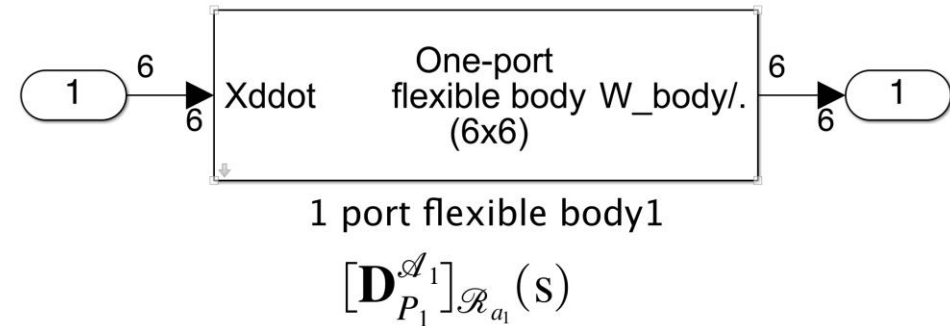 6 One-port 6
1 Xddot flexible body W_body/. 1
6 (6x6) 6
1 port flexible body1
[𝐃_{P_1}^{𝒜_1}]_{ℛ_{a_1}}(s)